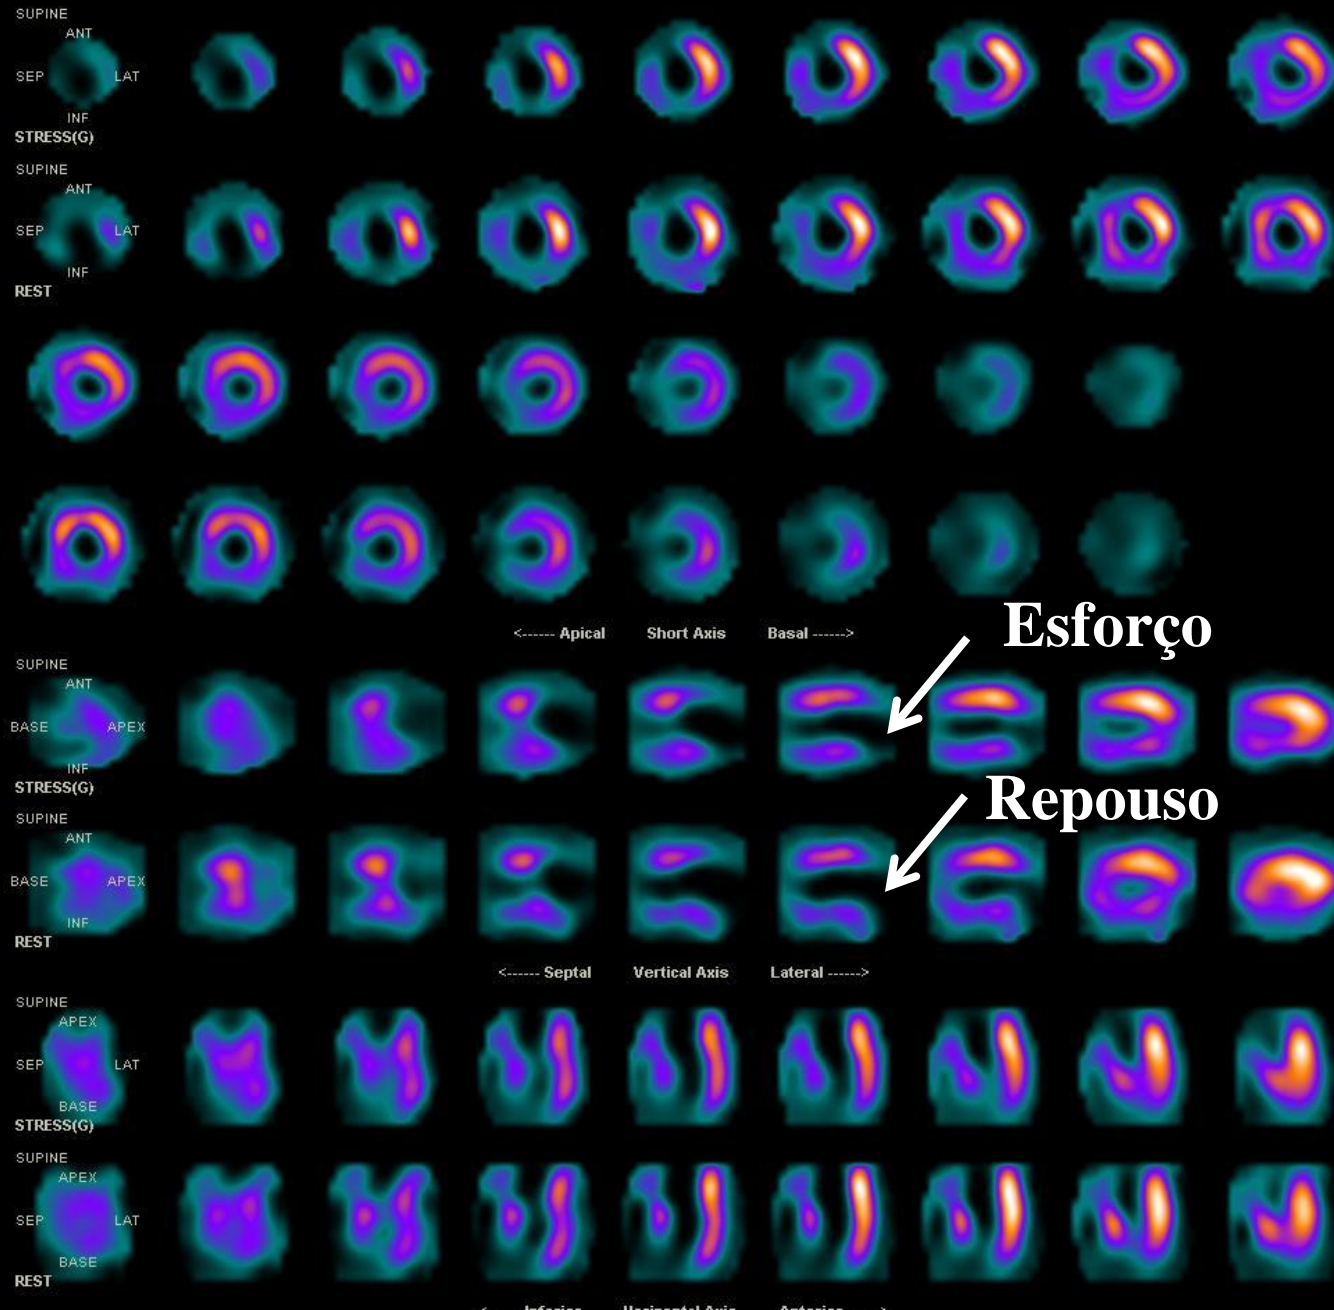 SUPINE
ANT
SEP LAT
INF
STRESS(G)
SUPINE
ANT
SEP LAT
INF
REST
<------ Apical Short Axis Basal ------>
Esforço
SUPINE
ANT
BASE APEX
INF
STRESS(G)
Repouso
SUPINE
ANT
BASE APEX
INF
REST
<------ Septal Vertical Axis Lateral ------>
SUPINE
APEX
SEP LAT
BASE
STRESS(G)
SUPINE
APEX
SEP LAT
BASE
REST